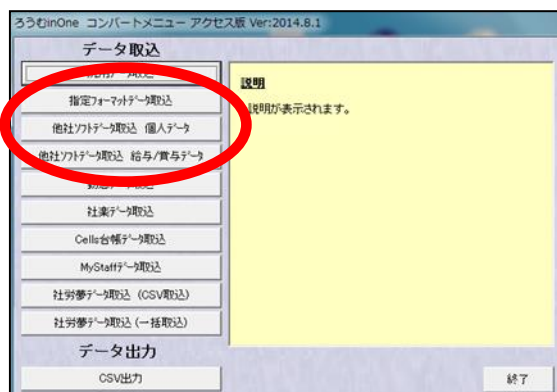 ろうむinOne コンバートメニュー アクセス版 Ver:2014.8.1
データ取込
指定フォーマットデータ取込
他社ソフトデータ取込 個人データ
他社ソフトデータ取込 給与/賞与データ
社楽データ取込
Cells台帳データ取込
MyStaffデータ取込
社労夢データ取込 (CSV取込)
社労夢データ取込 (一括取込)
データ出力
CSV出力
説明
説明が表示されます。
終了